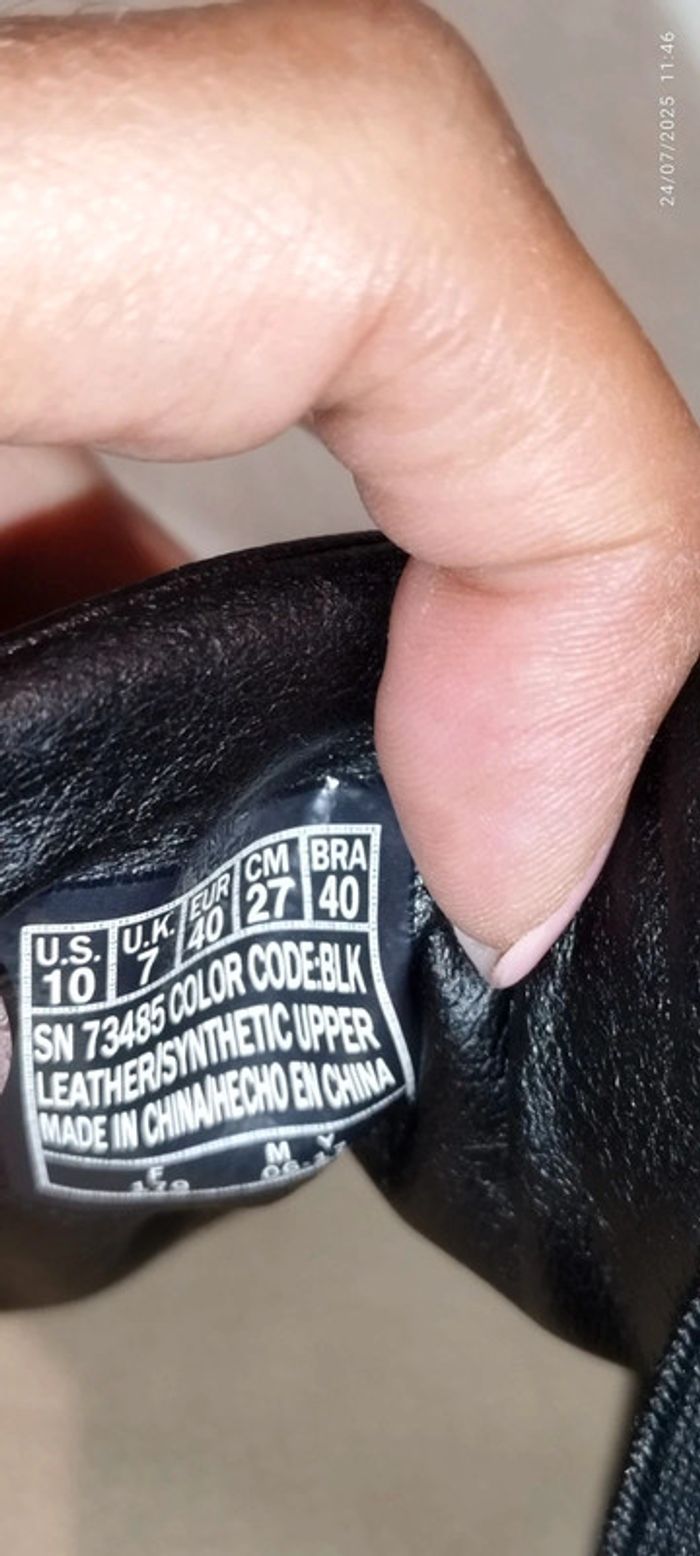 24/07/2025 11:46
U.S. U.K. EUR CM BRA
10 7 40 27 40
SN 73485 COLOR CODE:BLK
LEATHER/SYNTHETIC UPPER
MADE IN CHINA/HECHO EN CHINA
F M Y